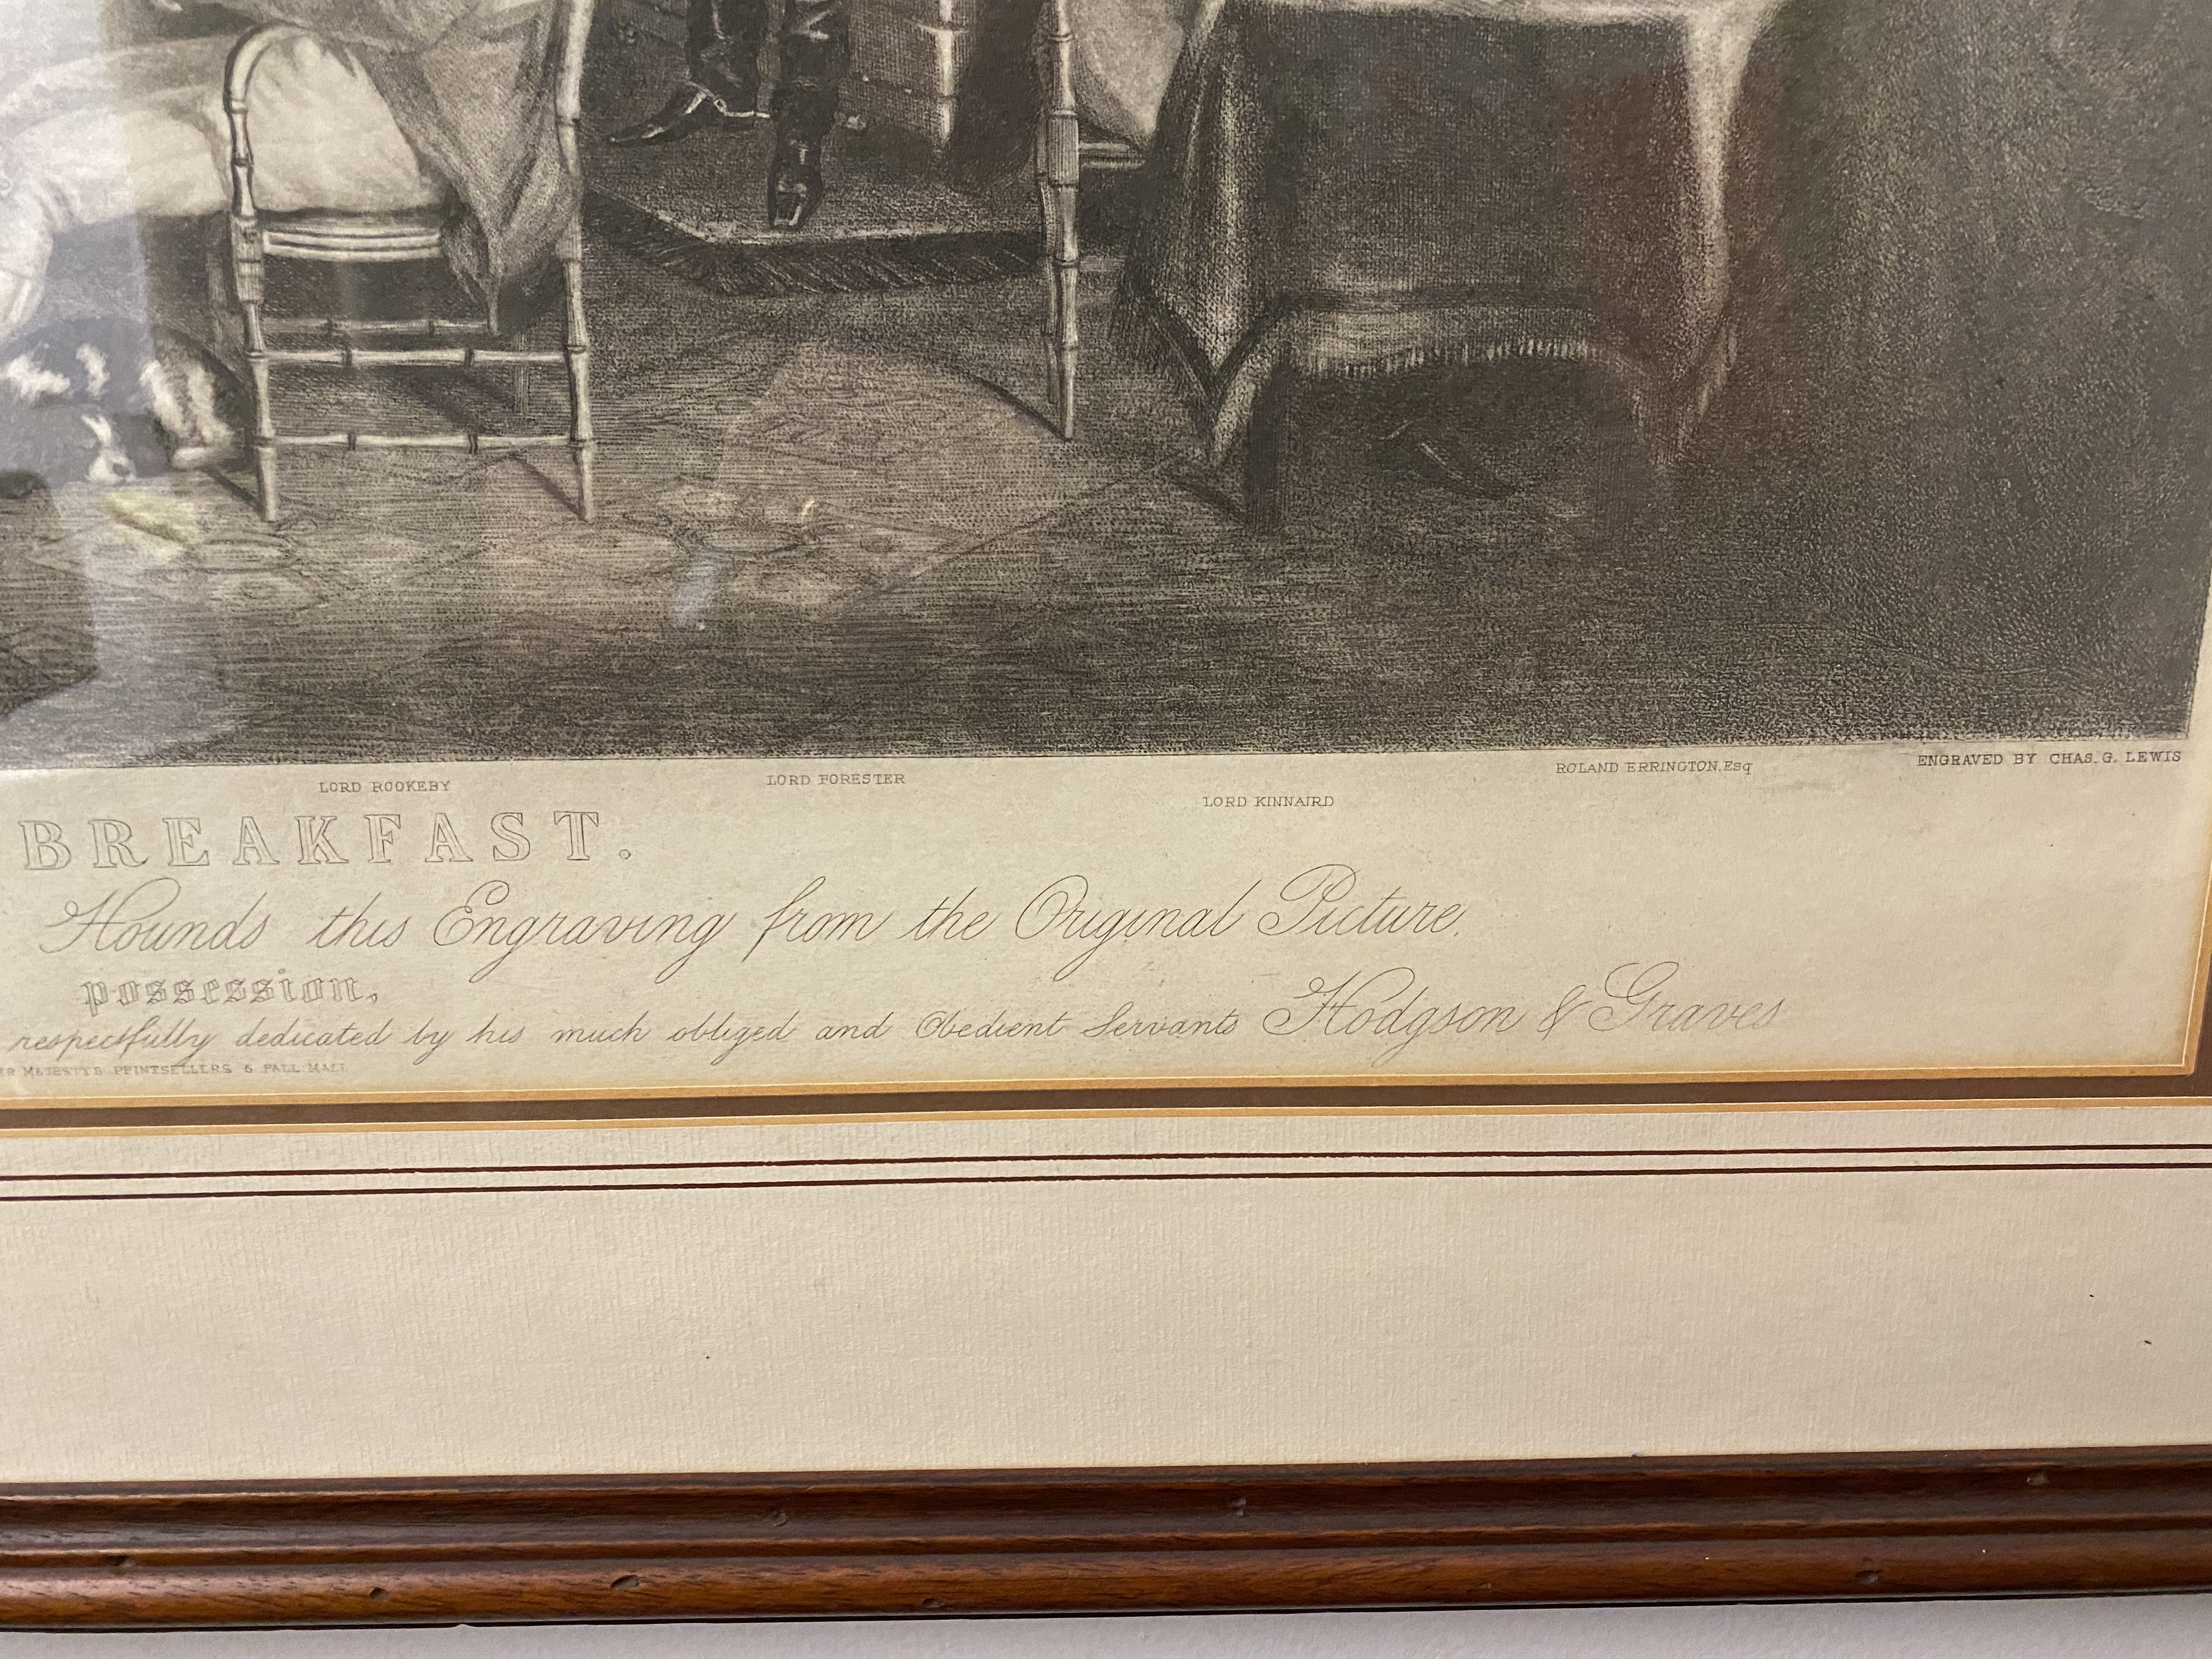 LORD ROOKEBY LORD FORESTER LORD KINNAIRD ROLAND ERRINGTON, Esq ENGRAVED BY CHAS. G. LEWIS
BREAKFAST.
Hounds this Engraving from the Original Picture.
possession,
respectfully dedicated by his much obliged and Obedient Servants Hodgson & Graves
MAJESTY'S PRINTSELLERS 6 PALL MALL